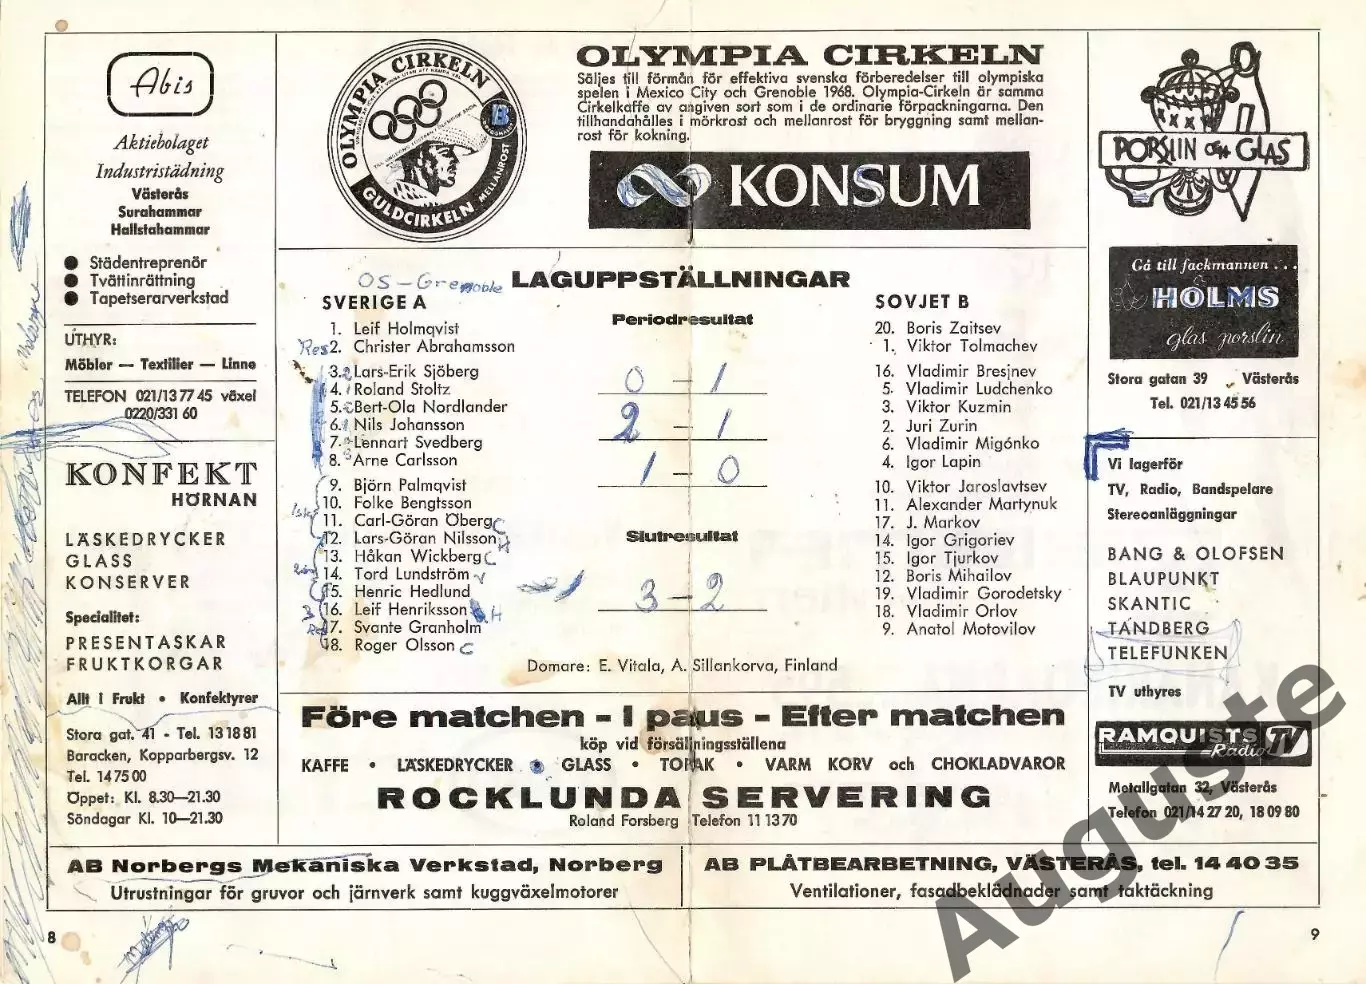 Abis
Aktiebolaget
Industristädning
Västerås
Surahammar
Hallstahammar
● Städentreprenör
● Tvättinrättning
● Tapetserarverkstad
UTHYR:
Möbler — Textilier — Linne
TELEFON 021/13 77 45 växel
0220/331 60
KONFEKT
HÖRNAN
LÄSKEDRYCKER
GLASS
KONSERVER
Specialitet:
PRESENTASKAR
FRUKTKORGAR
Allt i Frukt • Konfektyrer
Stora gat. 41 - Tel. 13 18 81
Baracken, Kopparbergsv. 12
Tel. 14 75 00
Öppet: Kl. 8.30—21.30
Söndagar Kl. 10—21.30
OLYMPIA CIRKELN
GULDCIRKELN
MELLANROST
OLYMPIA CIRKELN
Säljes till förmån för effektiva svenska förberedelser till olympiska
spelen i Mexico City och Grenoble 1968. Olympia-Cirkeln är samma
Cirkelkaffe av angiven sort som i de ordinarie förpackningarna. Den
tillhandahålles i mörkrost och mellanrost för bryggning samt mellan-
rost för kokning.
KONSUM
OS - Grenoble
LAGUPPSTÄLLNINGAR
SVERIGE A
1. Leif Holmqvist
Res 2. Christer Abrahamsson
3. Lars-Erik Sjöberg
4. Roland Stoltz
5. Bert-Ola Nordlander
6. Nils Johansson
7. Lennart Svedberg
8. Arne Carlsson
9. Björn Palmqvist
10. Folke Bengtsson
11. Carl-Göran Öberg C
12. Lars-Göran Nilsson H
13. Håkan Wickberg C
14. Tord Lundström V
15. Henric Hedlund
16. Leif Henriksson H
17. Svante Granholm
18. Roger Olsson C
Periodresultat
0 - 1
2 - 1
1 - 0
Slutresultat
3 - 2
SOVJET B
20. Boris Zaitsev
1. Viktor Tolmachev
16. Vladimir Bresjnev
5. Vladimir Ludchenko
3. Viktor Kuzmin
2. Juri Zurin
6. Vladimir Migónko
4. Igor Lapin
10. Viktor Jaroslavtsev
11. Alexander Martynuk
17. J. Markov
14. Igor Grigoriev
15. Igor Tjurkov
12. Boris Mihailov
19. Vladimir Gorodetsky
18. Vladimir Orlov
9. Anatol Motovilov
Domare: E. Vitala, A. Sillankorva, Finland
Före matchen - I paus - Efter matchen
köp vid försäljningsställena
KAFFE • LÄSKEDRYCKER • GLASS • TOBAK • VARM KORV och CHOKLADVAROR
ROCKLUNDA SERVERING
Roland Forsberg Telefon 11 13 70
PORSLIN och GLAS
Gå till fackmannen . . .
HOLMS
glas porslin
Stora gatan 39 Västerås
Tel. 021/13 45 56
Vi lagerför
TV, Radio, Bandspelare
Stereoanläggningar
BANG & OLOFSEN
BLAUPUNKT
SKANTIC
TANDBERG
TELEFUNKEN
TV uthyres
RAMQUISTS
Radio TV
Metallgatan 32, Västerås
Telefon 021/14 27 20, 18 09 80
AB Norbergs Mekaniska Verkstad, Norberg
Utrustningar för gruvor och järnverk samt kuggväxelmotorer
AB PLÅTBEARBETNING, VÄSTERÅS, tel. 14 40 35
Ventilationer, fasadbeklädnader samt taktäckning
8
9
Auguste